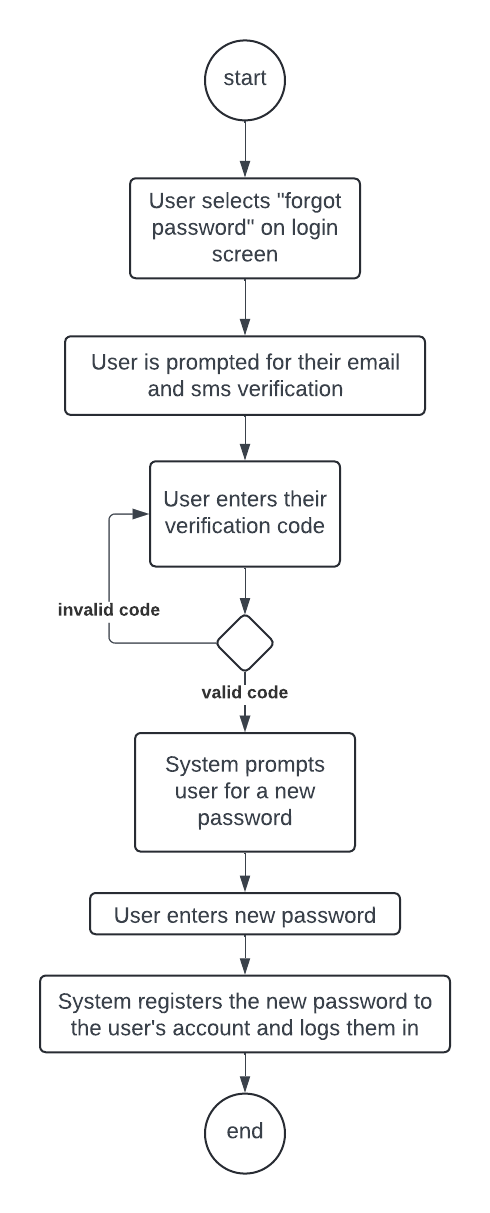 start
User selects "forgot
password" on login
screen
User is prompted for their email
and sms verification
User enters their
verification code
invalid code
valid code
System prompts
user for a new
password
User enters new password
System registers the new password to
the user's account and logs them in
end